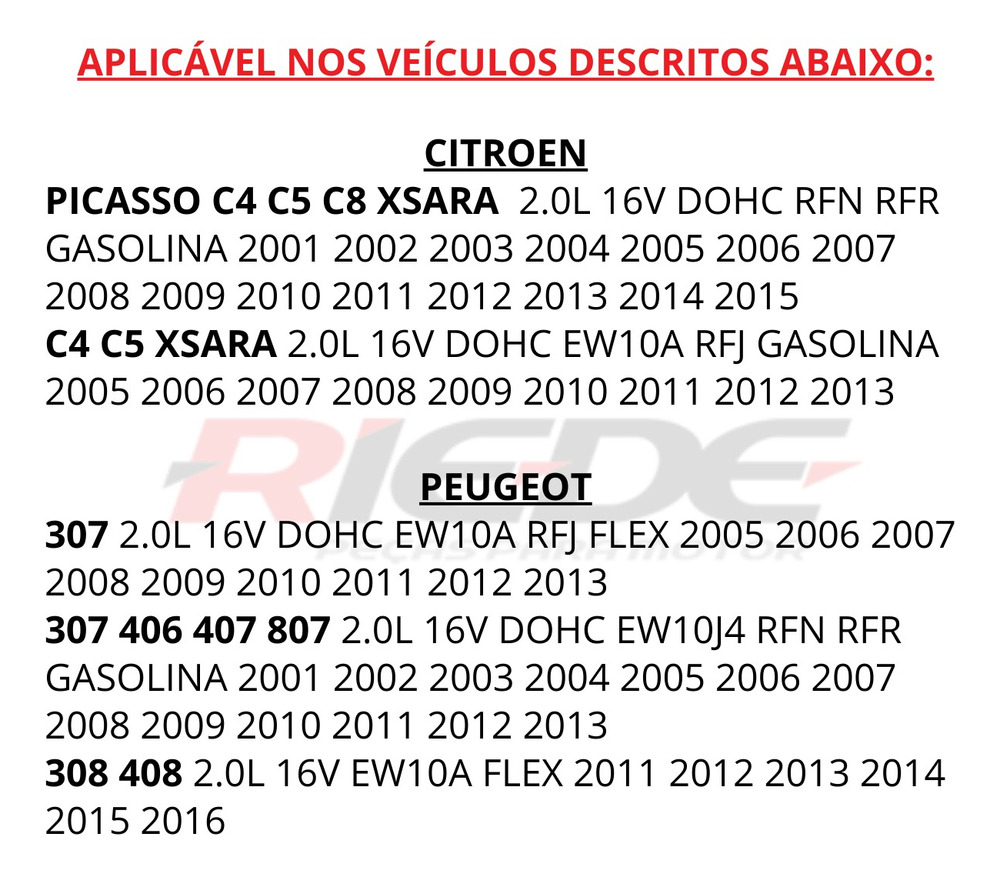 APLICÁVEL NOS VEÍCULOS DESCRITOS ABAIXO:
CITROEN
PICASSO C4 C5 C8 XSARA 2.0L 16V DOHC RFN RFR
GASOLINA 2001 2002 2003 2004 2005 2006 2007
2008 2009 2010 2011 2012 2013 2014 2015
C4 C5 XSARA 2.0L 16V DOHC EW10A RFJ GASOLINA
2005 2006 2007 2008 2009 2010 2011 2012 2013
RIEDE
PEÇAS PARA MOTOR
PEUGEOT
307 2.0L 16V DOHC EW10A RFJ FLEX 2005 2006 2007
2008 2009 2010 2011 2012 2013
307 406 407 807 2.0L 16V DOHC EW10J4 RFN RFR
GASOLINA 2001 2002 2003 2004 2005 2006 2007
2008 2009 2010 2011 2012 2013
308 408 2.0L 16V EW10A FLEX 2011 2012 2013 2014
2015 2016